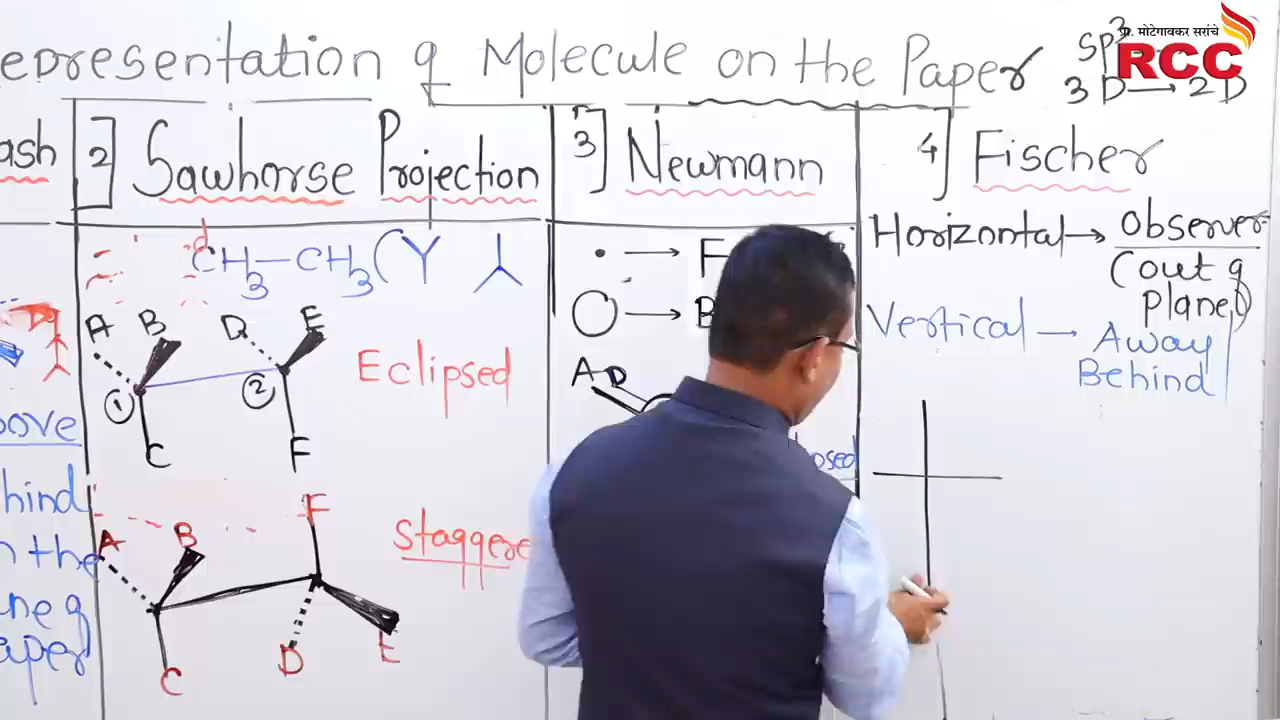 epresentation of Molecule on the Paper
sp3
3D → 2D
प्रा. मोटेगावकर सरांचे
RCC
ash
2] Sawhorse Projection
CH3—CH3
A B D E
① ②
C F
Eclipsed
A B F
Staggere
C D E
ove
hind
n the
ne of
aper
3] Newmann
• → F
○ → B
A D
osed
4] Fischer
Horizontal → Observer
(out of
plane)
Vertical → Away
Behind